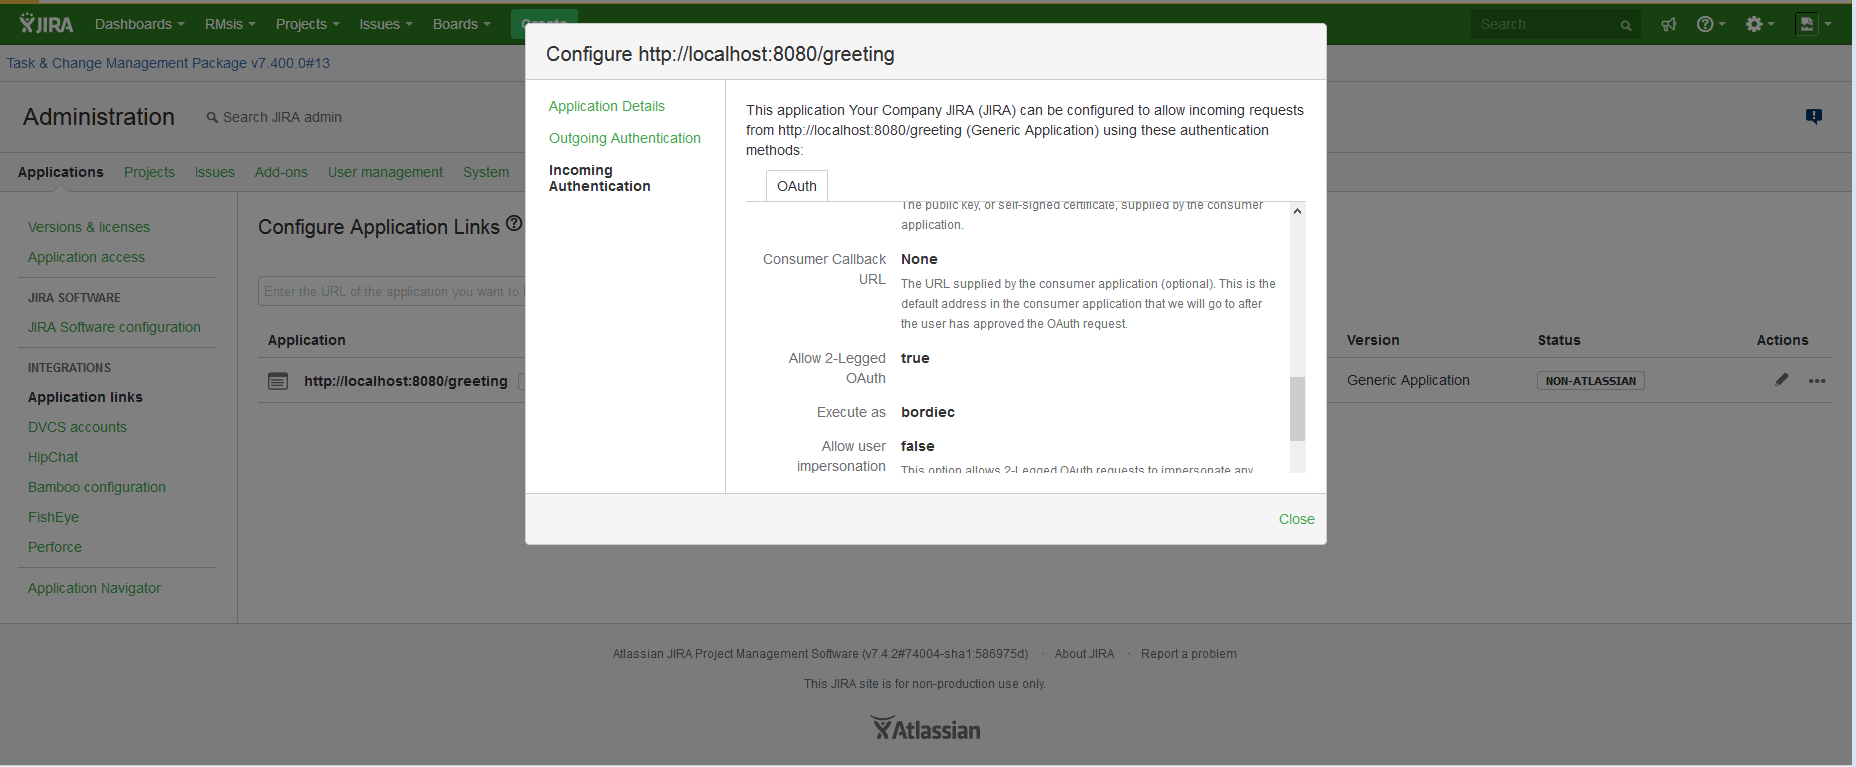 JIRA Dashboards RMsis Projects Issues Boards Create Search
Task & Change Management Package v7.400.0#13
Administration Search JIRA admin
Applications Projects Issues Add-ons User management System
Versions & licenses
Application access
JIRA SOFTWARE
JIRA Software configuration
INTEGRATIONS
Application links
DVCS accounts
HipChat
Bamboo configuration
FishEye
Perforce
Application Navigator
Configure Application Links
Enter the URL of the application you want to
Application Version Status Actions
http://localhost:8080/greeting Generic Application NON-ATLASSIAN
Configure http://localhost:8080/greeting
Application Details
Outgoing Authentication
Incoming
Authentication
This application Your Company JIRA (JIRA) can be configured to allow incoming requests
from http://localhost:8080/greeting (Generic Application) using these authentication
methods:
OAuth
The public key, or self-signed certificate, supplied by the consumer
application.
Consumer Callback
URL
None
The URL supplied by the consumer application (optional). This is the
default address in the consumer application that we will go to after
the user has approved the OAuth request.
Allow 2-Legged
OAuth
true
Execute as bordiec
Allow user
impersonation
false
This option allows 2-Legged OAuth requests to impersonate any
Close
Atlassian JIRA Project Management Software (v7.4.2#74004-sha1:586975d) · About JIRA · Report a problem
This JIRA site is for non-production use only.
Atlassian